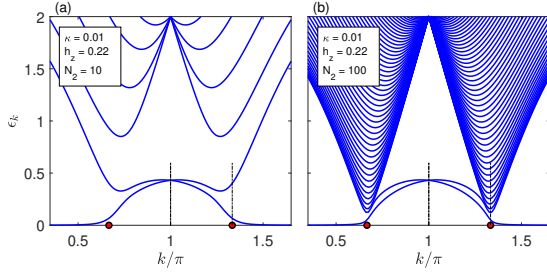 (a)
κ = 0.01
h_z = 0.22
N_2 = 10
ϵ_k
2
1.5
1
0.5
0
0.5
1
1.5
k/π
(b)
κ = 0.01
h_z = 0.22
N_2 = 100
0.5
1
1.5
k/π